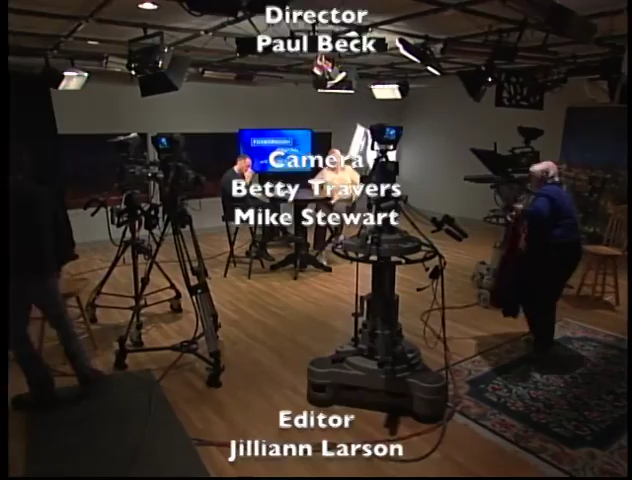 Director
Paul Beck
Camera
Betty Travers
Mike Stewart
Editor
Jilliann Larson